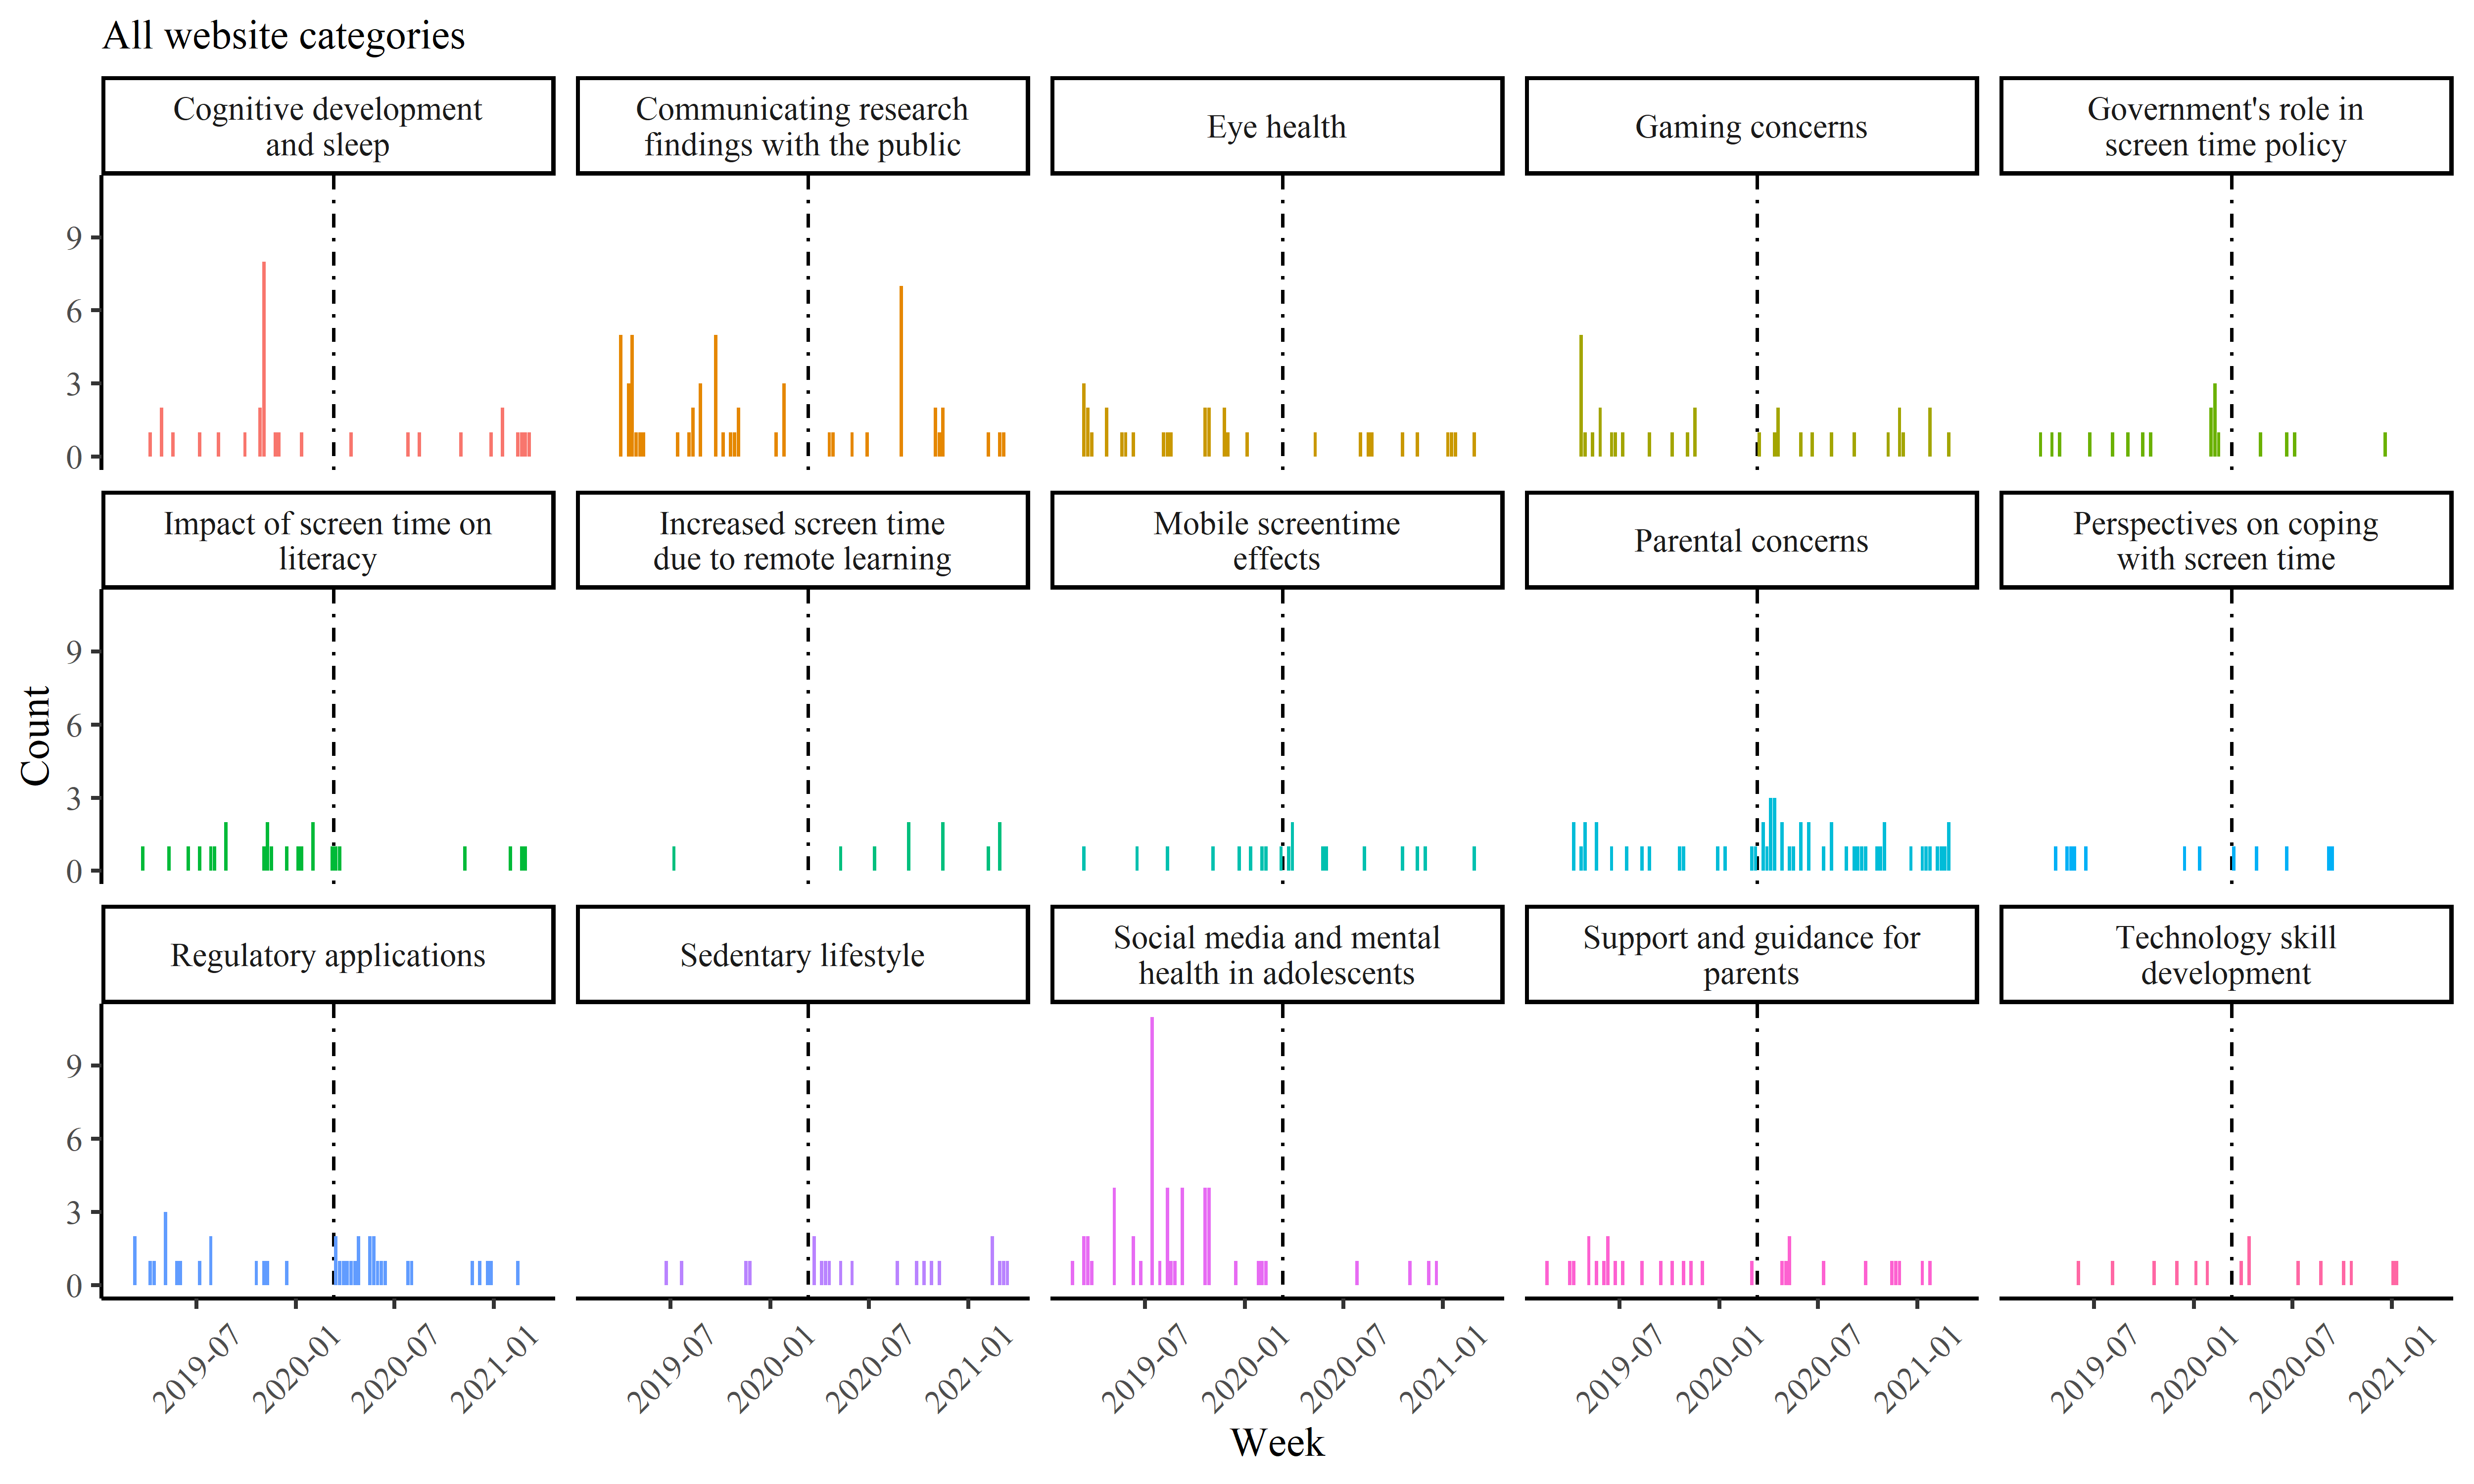 All website categories
Cognitive development
and sleep
Communicating research
findings with the public
Eye health
Gaming concerns
Government's role in
screen time policy
9
6
3
0
Impact of screen time on
literacy
Increased screen time
due to remote learning
Mobile screentime
effects
Parental concerns
Perspectives on coping
with screen time
9
6
3
0
Count
Regulatory applications
Sedentary lifestyle
Social media and mental
health in adolescents
Support and guidance for
parents
Technology skill
development
9
6
3
0
2019-07
2020-01
2020-07
2021-01
2019-07
2020-01
2020-07
2021-01
2019-07
2020-01
2020-07
2021-01
2019-07
2020-01
2020-07
2021-01
2019-07
2020-01
2020-07
2021-01
Week